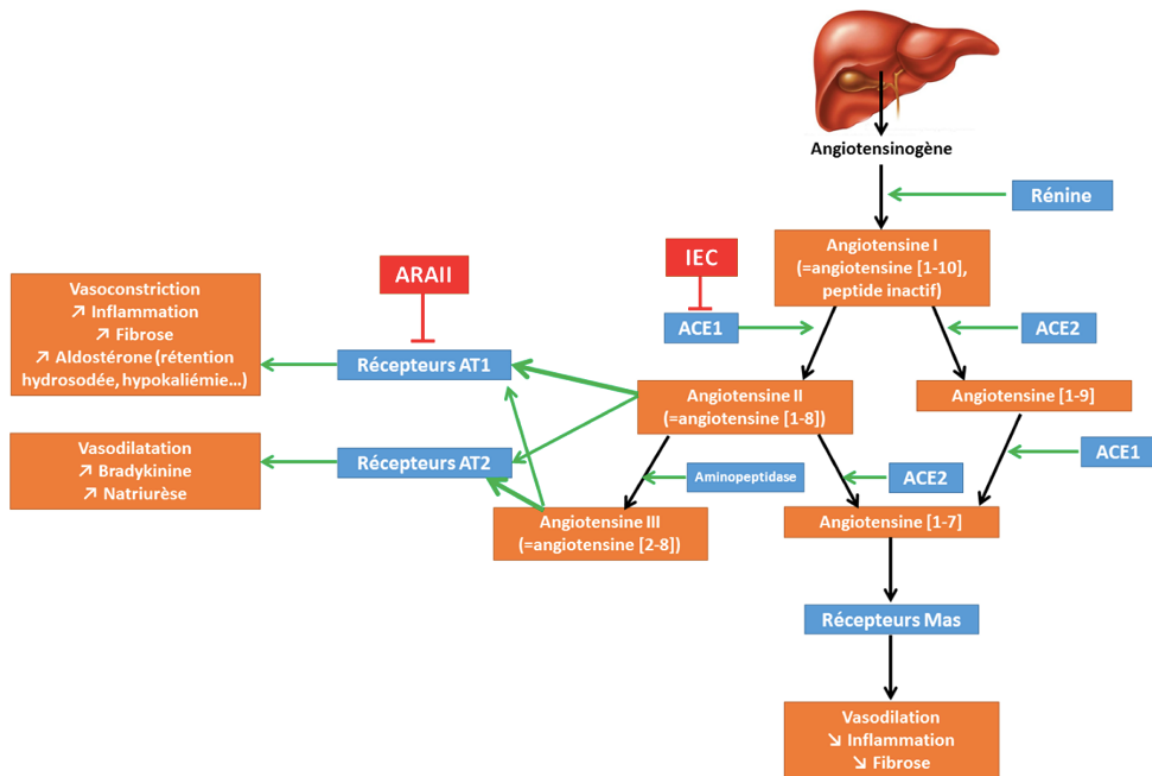 Angiotensinogène
Rénine
Angiotensine I
(=angiotensine [1-10],
peptide inactif)
IEC
ARAII
ACE1
ACE2
Vasoconstriction
↗ Inflammation
↗ Fibrose
↗ Aldostérone (rétention
hydrosodée, hypokaliémie…)
Récepteurs AT1
Angiotensine II
(=angiotensine [1-8])
Angiotensine [1-9]
Vasodilatation
↗ Bradykinine
↗ Natriurèse
Récepteurs AT2
Aminopeptidase
ACE2
ACE1
Angiotensine III
(=angiotensine [2-8])
Angiotensine [1-7]
Récepteurs Mas
Vasodilation
↘ Inflammation
↘ Fibrose